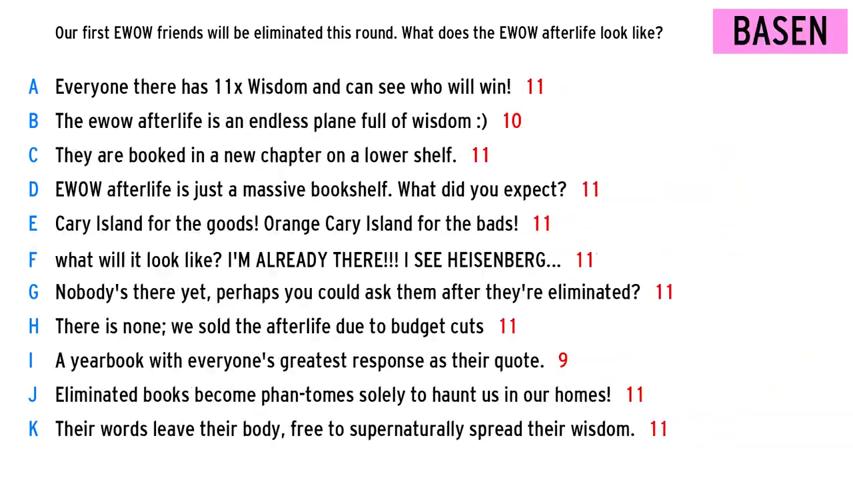 Our first EWOW friends will be eliminated this round. What does the EWOW afterlife look like?
BASEN
A Everyone there has 11x Wisdom and can see who will win! 11
B The ewow afterlife is an endless plane full of wisdom :) 10
C They are booked in a new chapter on a lower shelf. 11
D EWOW afterlife is just a massive bookshelf. What did you expect? 11
E Cary Island for the goods! Orange Cary Island for the bads! 11
F what will it look like? I'M ALREADY THERE!!! I SEE HEISENBERG... 11
G Nobody's there yet, perhaps you could ask them after they're eliminated? 11
H There is none; we sold the afterlife due to budget cuts 11
I A yearbook with everyone's greatest response as their quote. 9
J Eliminated books become phan-tomes solely to haunt us in our homes! 11
K Their words leave their body, free to supernaturally spread their wisdom. 11